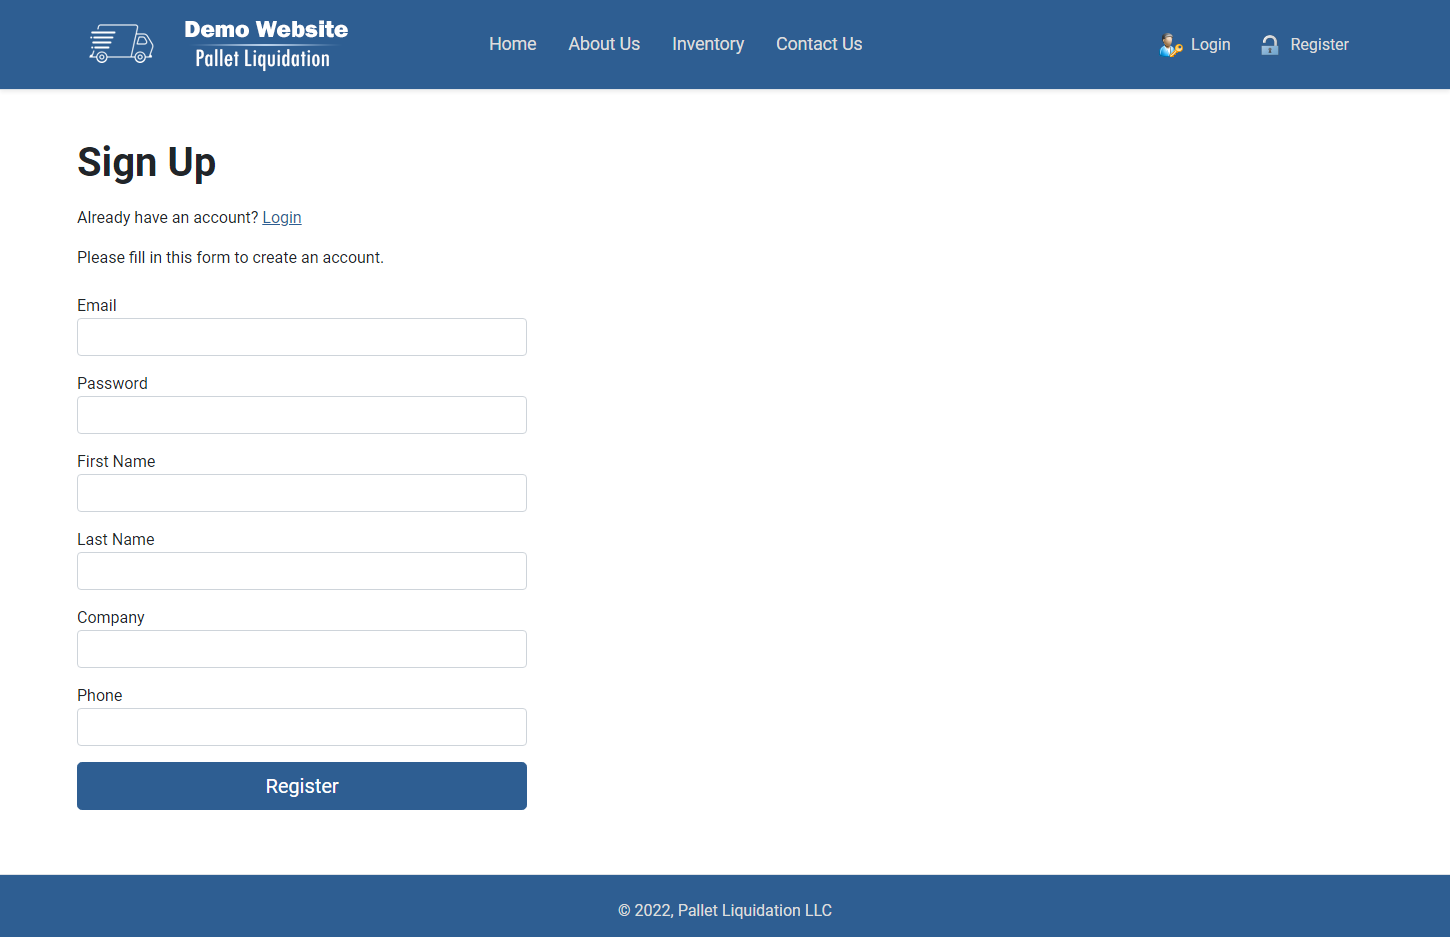 Demo Website
Pallet Liquidation
Home About Us Inventory Contact Us
Login Register
Sign Up
Already have an account? Login
Please fill in this form to create an account.
Email
Password
First Name
Last Name
Company
Phone
Register
© 2022, Pallet Liquidation LLC